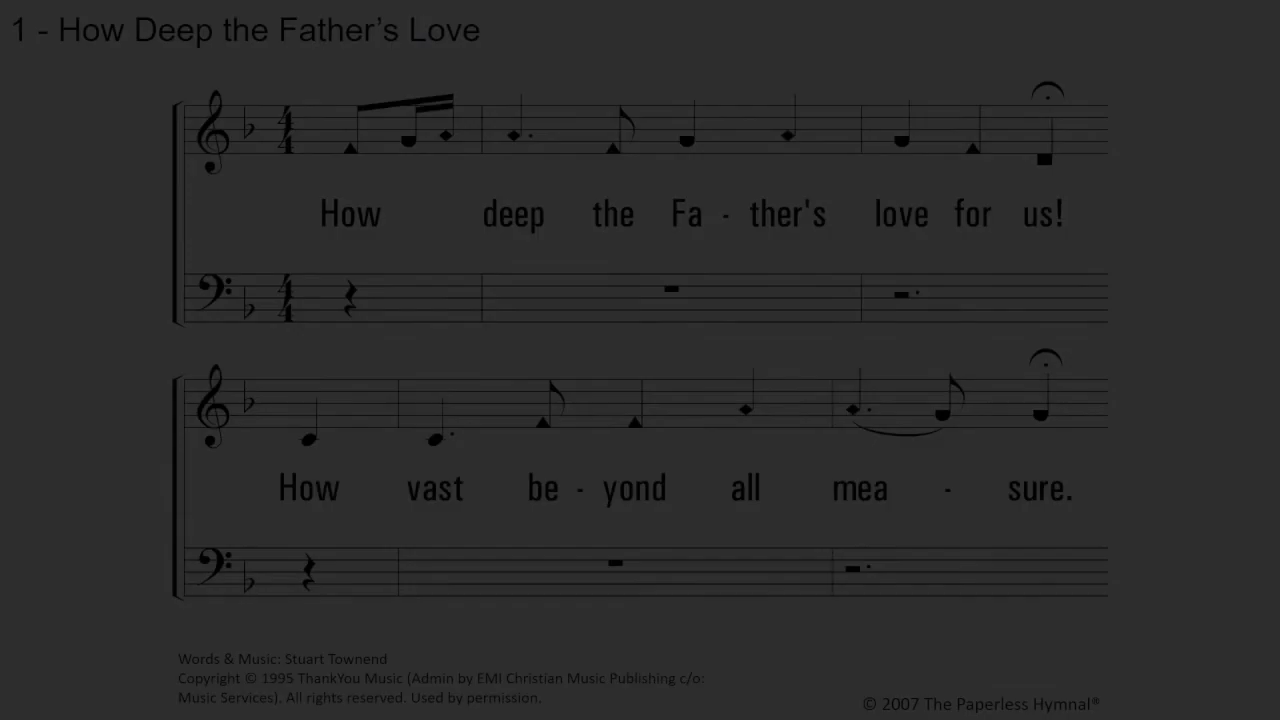 1 - How Deep the Father’s Love
How deep the Fa - ther's love for us!
How vast be - yond all mea - sure.
Words & Music: Stuart Townend
Copyright © 1995 ThankYou Music (Admin by EMI Christian Music Publishing c/o:
Music Services). All rights reserved. Used by permission.
© 2007 The Paperless Hymnal®